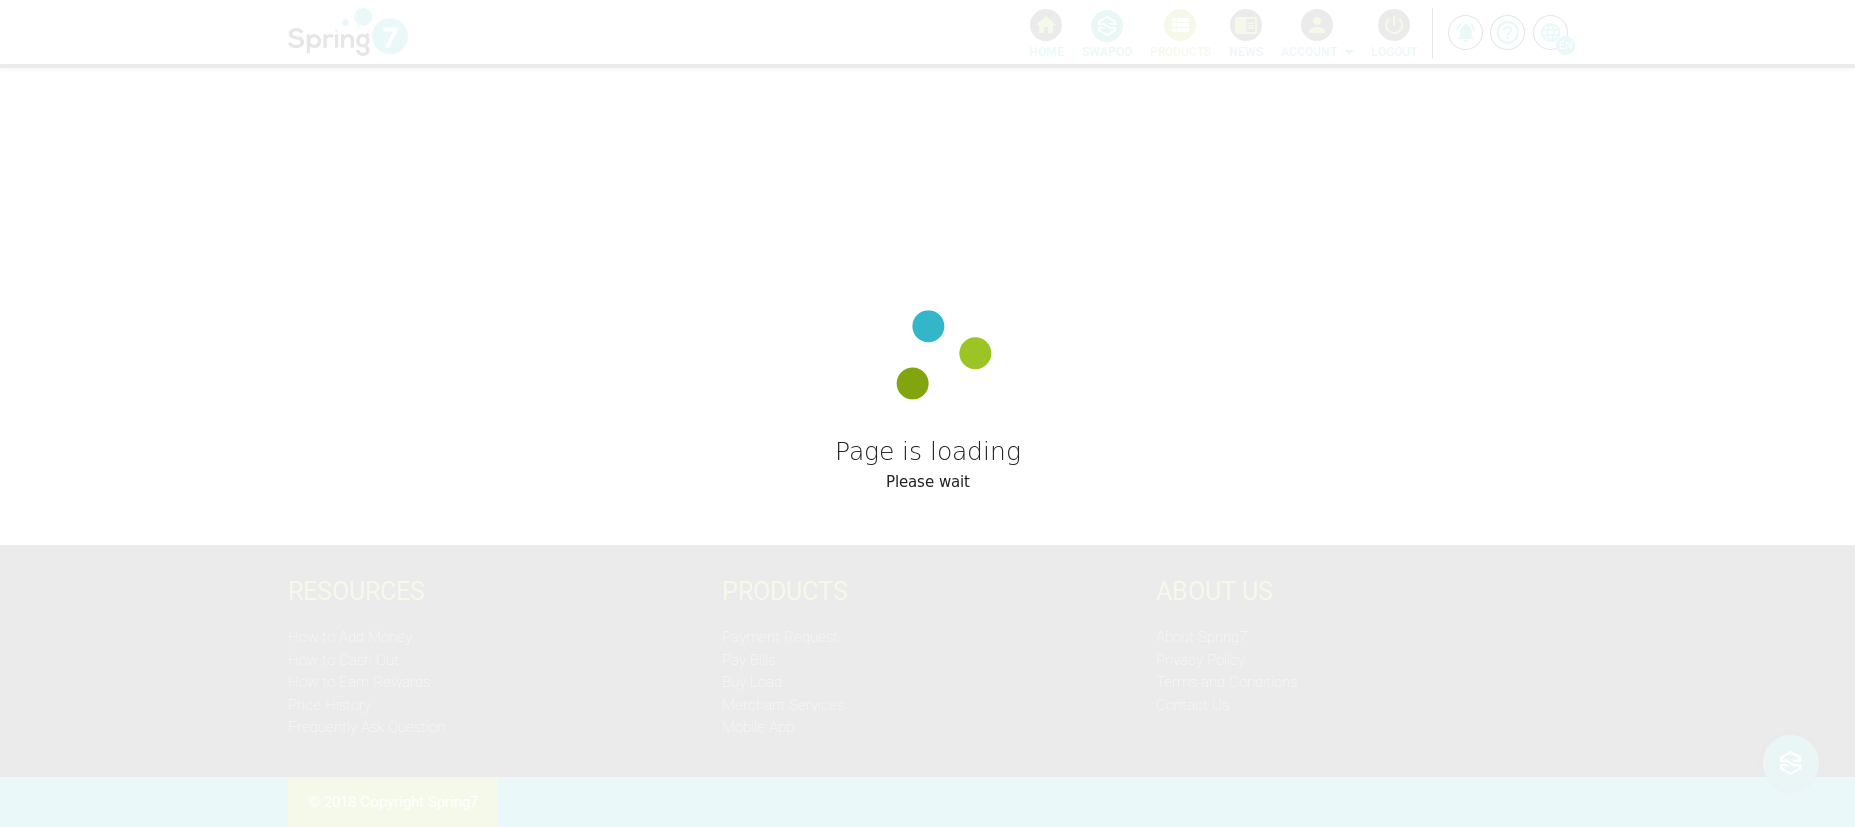 Spring7
HOME SWAPOO PRODUCTS NEWS ACCOUNT LOGOUT
EN
Page is loading
Please wait
RESOURCES PRODUCTS ABOUT US
How to Add Money Payment Request About Spring7
How to Cash Out Pay Bills Privacy Policy
How to Earn Rewards Buy Load Terms and Conditions
Price History Merchant Services Contact Us
Frequently Ask Question Mobile App
© 2018 Copyright Spring7